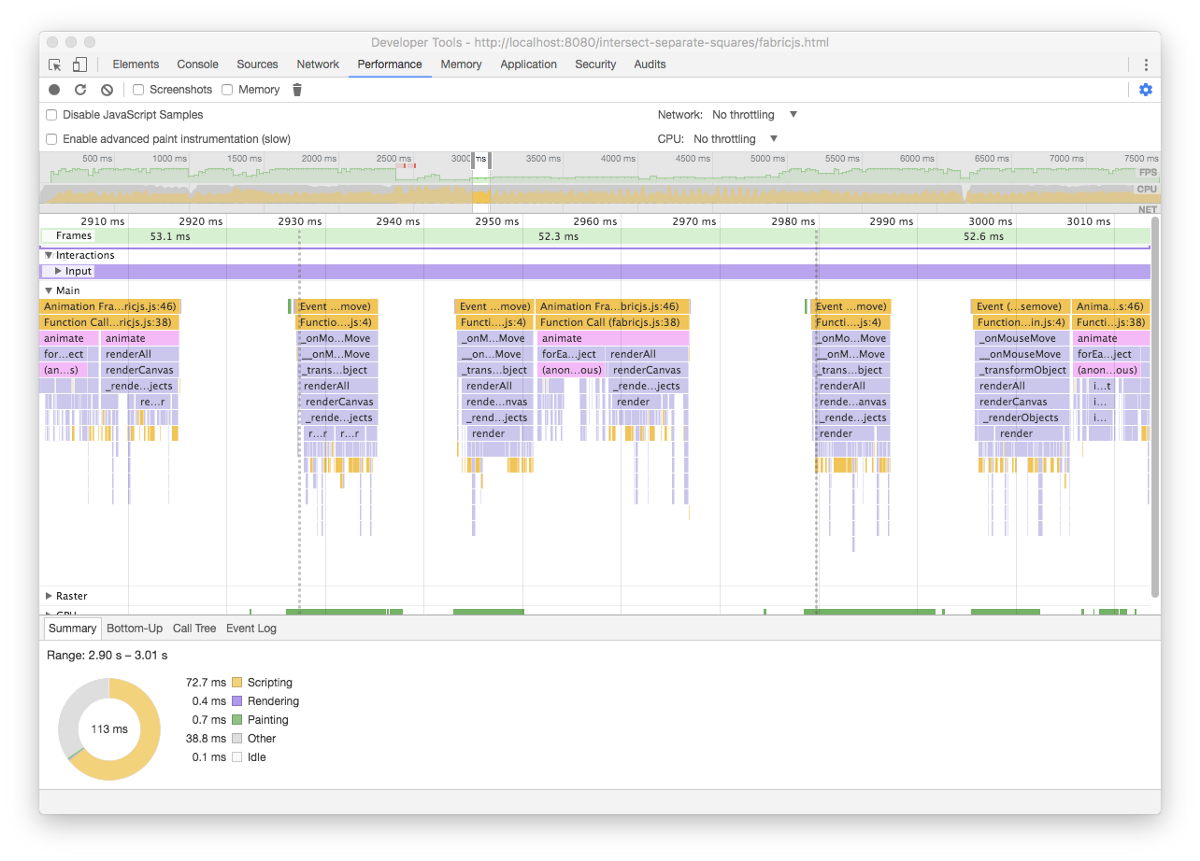 Developer Tools - http://localhost:8080/intersect-separate-squares/fabricjs.html
Elements Console Sources Network Performance Memory Application Security Audits
Screenshots Memory
Disable JavaScript Samples Network: No throttling
Enable advanced paint instrumentation (slow) CPU: No throttling
500 ms 1000 ms 1500 ms 2000 ms 2500 ms 3000 ms 3500 ms 4000 ms 4500 ms 5000 ms 5500 ms 6000 ms 6500 ms 7000 ms 7500 ms
FPS
CPU
NET
2910 ms 2920 ms 2930 ms 2940 ms 2950 ms 2960 ms 2970 ms 2980 ms 2990 ms 3000 ms 3010 ms
Frames 53.1 ms 52.3 ms 52.6 ms
Interactions
Input
Main
Animation Fra...ricjs.js:46) Event ...move) Event ...move) Animation Fra...bricjs.js:46) Event ...move) Event (...semove) Anima...s:46)
Function Call...ricjs.js:38) Functio....js:4) Functi....js:4) Function Call (fabricjs.js:38) Functi....js:4) Function...in.js:4) Functi...js:38)
animate animate _onMo...Move _onM...Move animate _onMo...Move _onMouseMove animate
for...ect renderAll __onM...Move __on...Move forEa...ject renderAll __onM...Move __onMouseMove forEa...ject
(an...s) renderCanvas _trans...bject _trans...bject (anon...ous) renderCanvas _trans...bject _transformObject (anon...ous)
_rende...jects renderAll renderAll _rende...jects renderAll renderAll i...t
re...r renderCanvas rende...nvas render rende...anvas renderCanvas i...
_rende...jects _rend...jects _rende...jects _renderObjects i...
r...r r...r render render render
Raster
Summary Bottom-Up Call Tree Event Log
Range: 2.90 s – 3.01 s
72.7 ms Scripting
0.4 ms Rendering
113 ms 0.7 ms Painting
38.8 ms Other
0.1 ms Idle